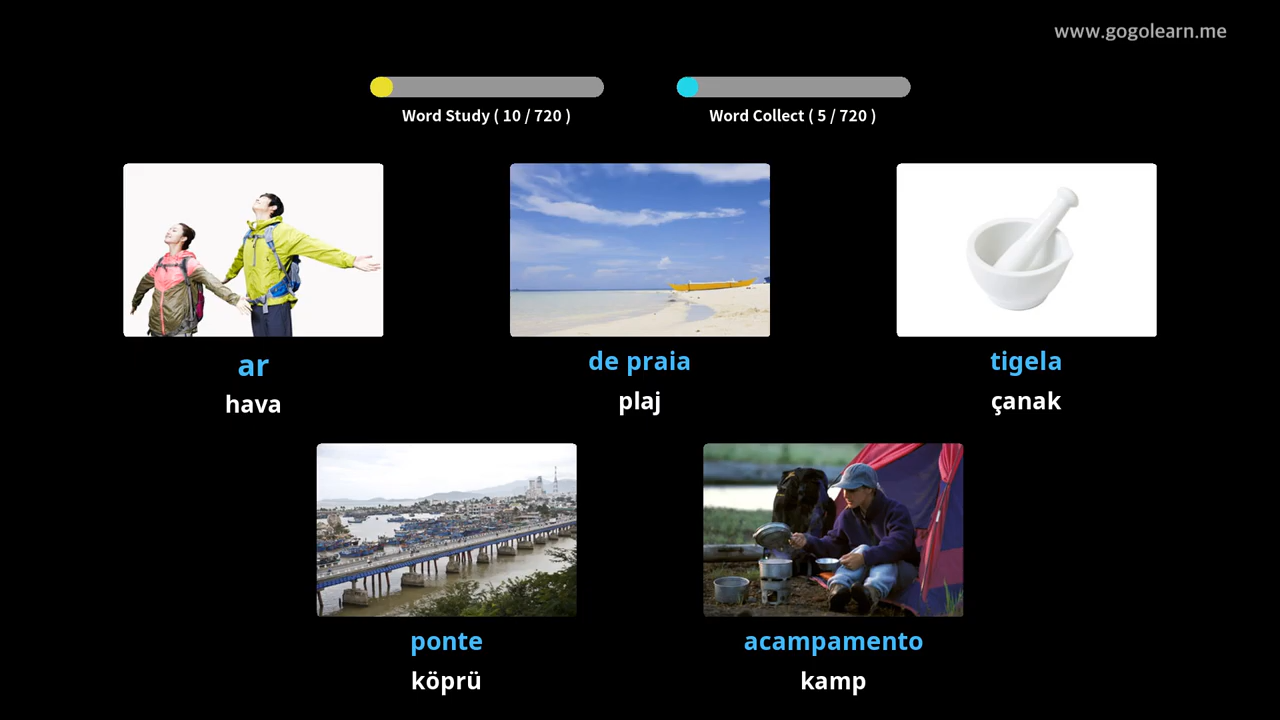 www.gogolearn.me
Word Study ( 10 / 720 )
Word Collect ( 5 / 720 )
ar
hava
de praia
plaj
tigela
çanak
ponte
köprü
acampamento
kamp